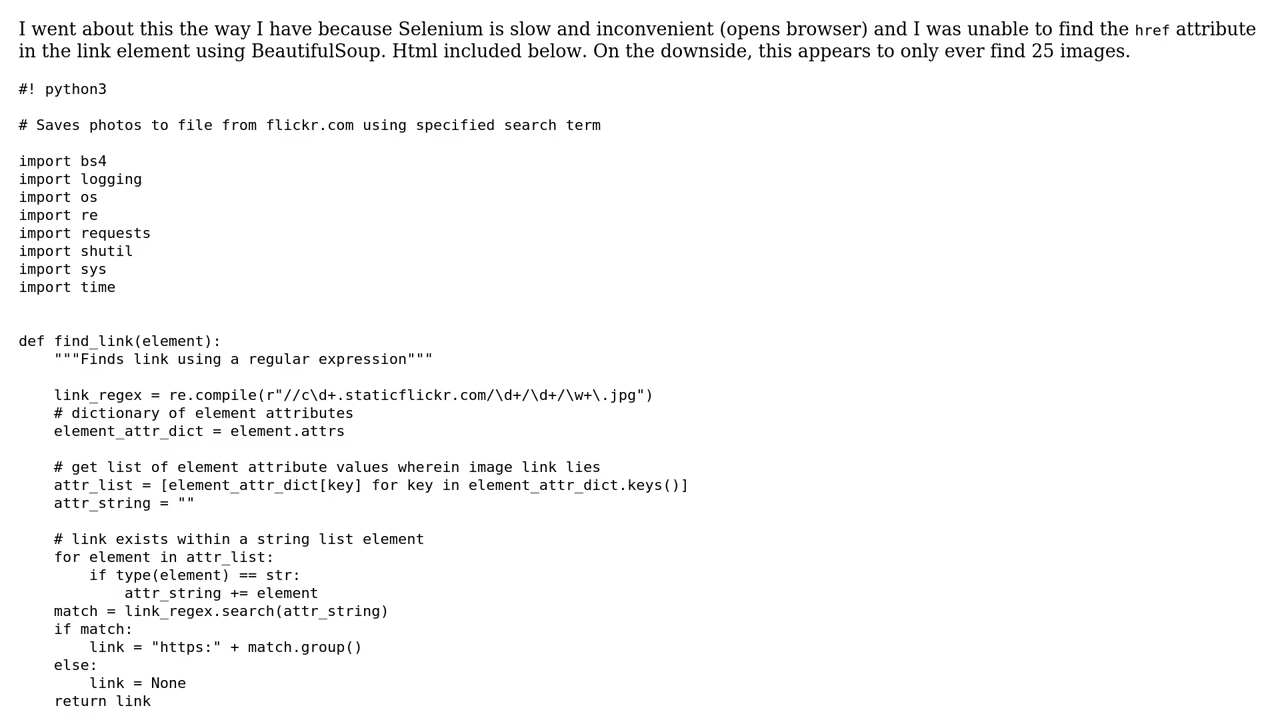 I went about this the way I have because Selenium is slow and inconvenient (opens browser) and I was unable to find the href attribute
in the link element using BeautifulSoup. Html included below. On the downside, this appears to only ever find 25 images.
#! python3
# Saves photos to file from flickr.com using specified search term
import bs4
import logging
import os
import re
import requests
import shutil
import sys
import time
def find_link(element):
    """Finds link using a regular expression"""
    link_regex = re.compile(r"//c\d+.staticflickr.com/\d+/\d+/\w+\.jpg")
    # dictionary of element attributes
    element_attr_dict = element.attrs
    # get list of element attribute values wherein image link lies
    attr_list = [element_attr_dict[key] for key in element_attr_dict.keys()]
    attr_string = ""
    # link exists within a string list element
    for element in attr_list:
        if type(element) == str:
            attr_string += element
    match = link_regex.search(attr_string)
    if match:
        link = "https:" + match.group()
    else:
        link = None
    return link